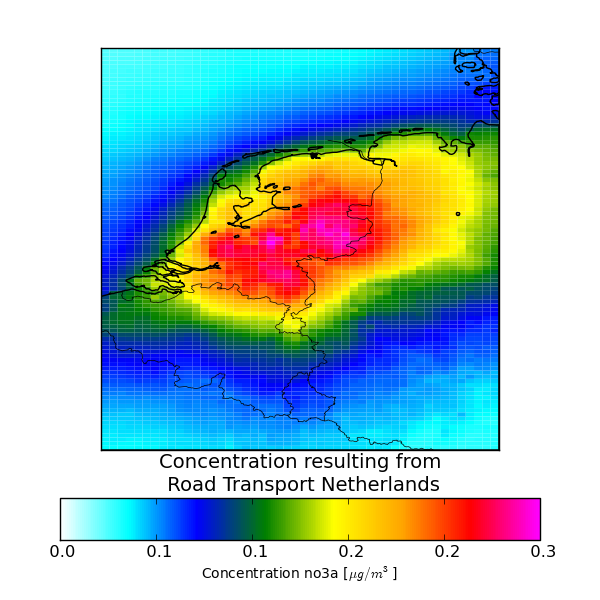 Concentration resulting from
Road Transport Netherlands
0.0 0.1 0.1 0.2 0.2 0.3
Concentration no3a [μg/m³ ]